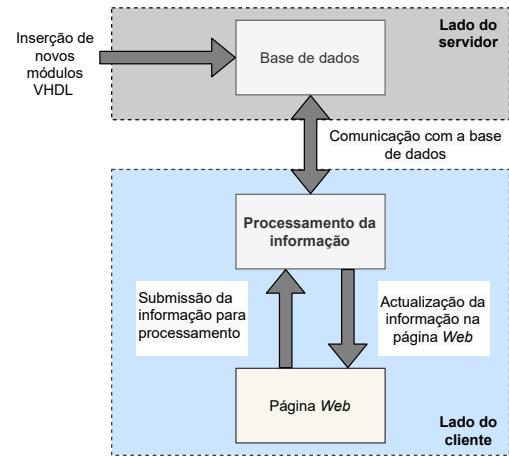 Inserção de
novos
módulos
VHDL
Base de dados
Lado do
servidor
Comunicação com a base
de dados
Processamento da
informação
Submissão da
informação para
processamento
Actualização da
informação na
página Web
Página Web
Lado do
cliente